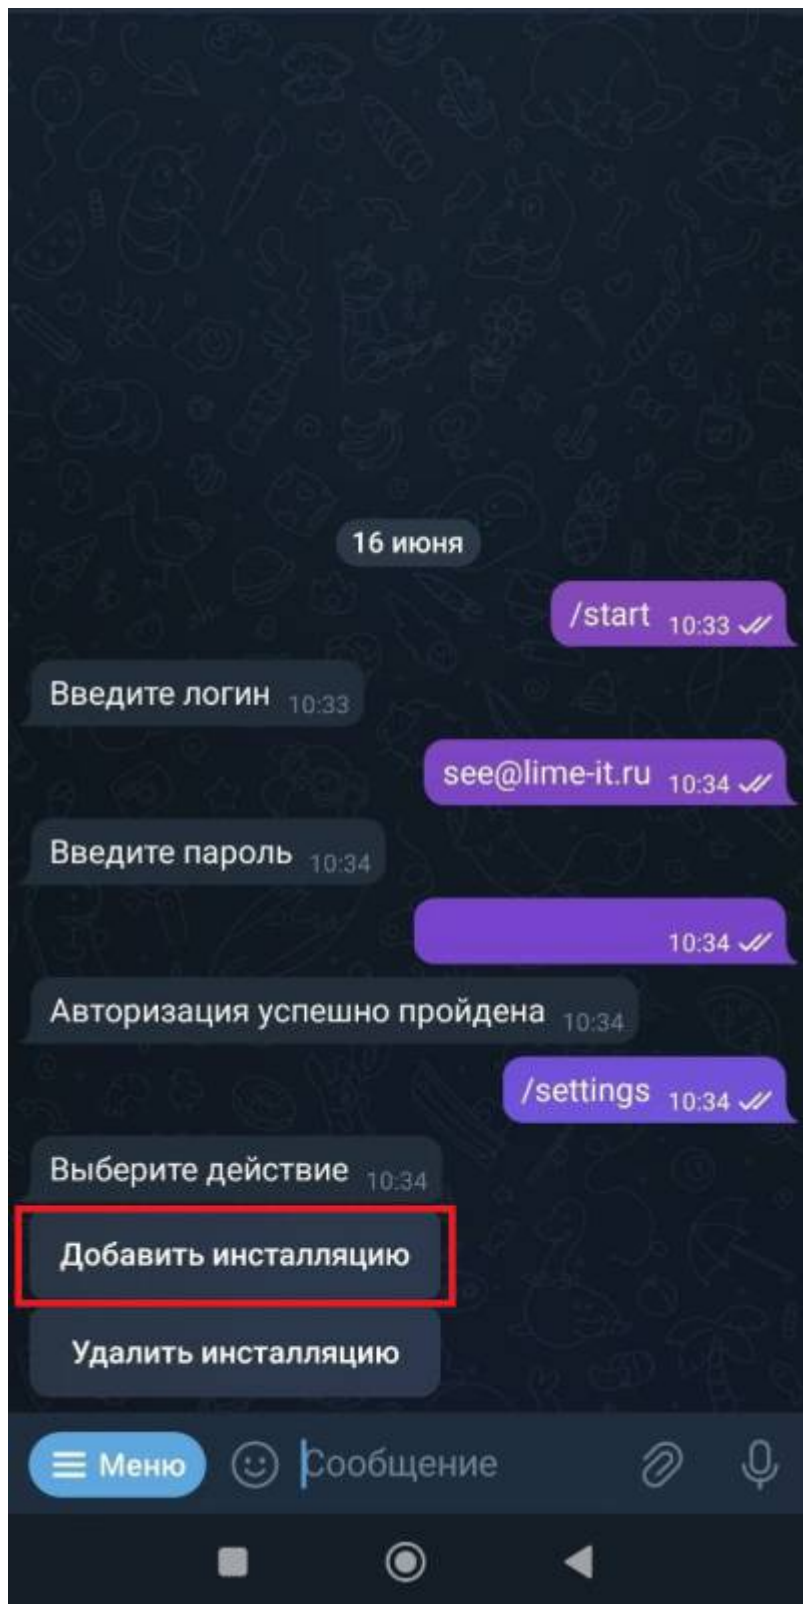 16 июня
/start 10:33
Введите логин 10:33
see@lime-it.ru 10:34
Введите пароль 10:34
10:34
Авторизация успешно пройдена 10:34
/settings 10:34
Выберите действие 10:34
Добавить инсталляцию
Удалить инсталляцию
Меню Сообщение